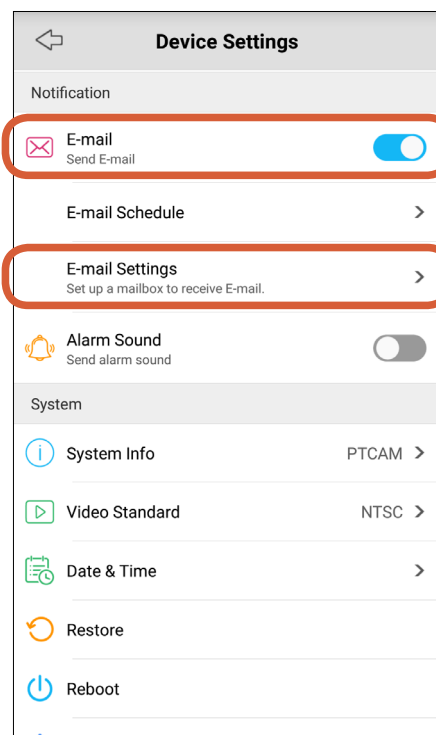 Device Settings
Notification
E-mail
Send E-mail
E-mail Schedule
E-mail Settings
Set up a mailbox to receive E-mail.
Alarm Sound
Send alarm sound
System
System Info PTCAM
Video Standard NTSC
Date & Time
Restore
Reboot